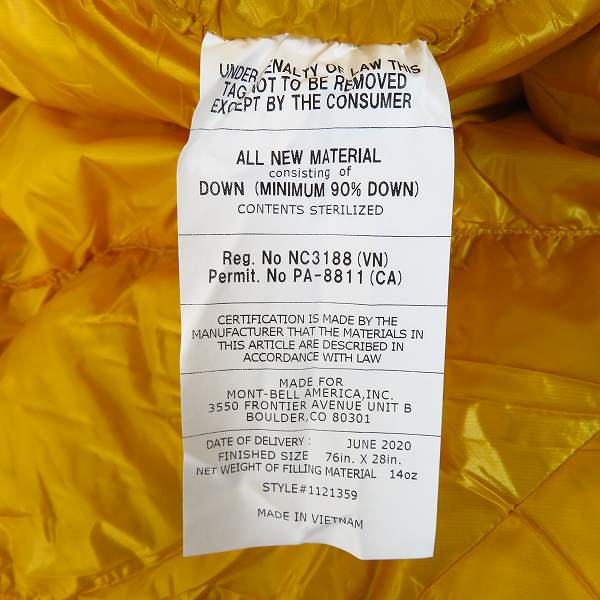 UNDER PENALTY OF LAW THIS
TAG NOT TO BE REMOVED
EXCEPT BY THE CONSUMER
ALL NEW MATERIAL
consisting of
DOWN (MINIMUM 90% DOWN)
CONTENTS STERILIZED
Reg. No NC3188 (VN)
Permit. No PA-8811 (CA)
CERTIFICATION IS MADE BY THE
MANUFACTURER THAT THE MATERIALS IN
THIS ARTICLE ARE DESCRIBED IN
ACCORDANCE WITH LAW
MADE FOR
MONT-BELL AMERICA,INC.
3550 FRONTIER AVENUE UNIT B
BOULDER,CO 80301
DATE OF DELIVERY : JUNE 2020
FINISHED SIZE 76in. X 28in.
NET WEIGHT OF FILLING MATERIAL 14oz
STYLE#1121359
MADE IN VIETNAM